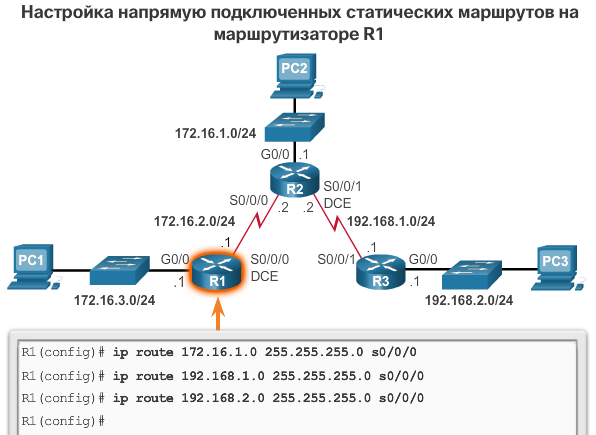 Настройка напрямую подключенных статических маршрутов на
маршрутизаторе R1
PC2
172.16.1.0/24
G0/0 .1
R2
S0/0/0
S0/0/1
DCE
.2 .2
172.16.2.0/24
192.168.1.0/24
.1
.1
PC1
G0/0
S0/0/0
S0/0/1
G0/0
PC3
.1
R1
DCE
R3
.1
172.16.3.0/24
192.168.2.0/24
R1(config)# ip route 172.16.1.0 255.255.255.0 s0/0/0
R1(config)# ip route 192.168.1.0 255.255.255.0 s0/0/0
R1(config)# ip route 192.168.2.0 255.255.255.0 s0/0/0
R1(config)#